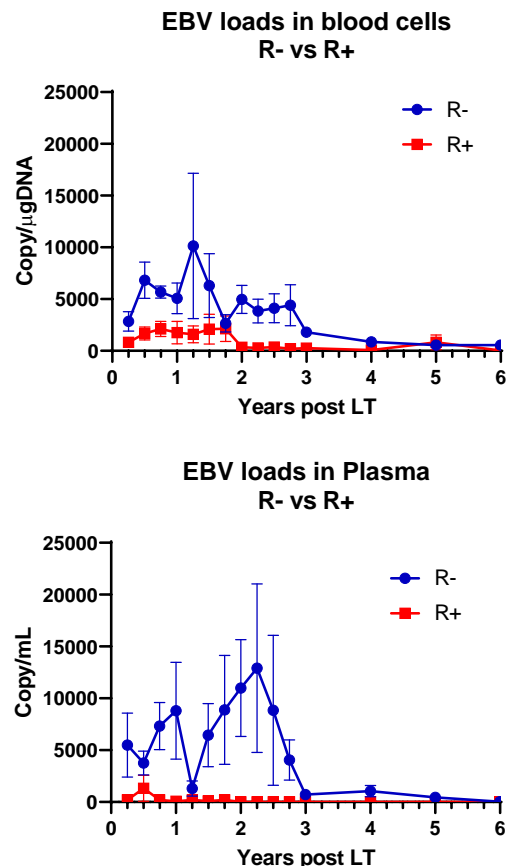 EBV loads in blood cells
R- vs R+
25000
20000
15000
10000
5000
0
Copy/µgDNA
R-
R+
0 1 2 3 4 5 6
Years post LT
EBV loads in Plasma
R- vs R+
25000
20000
15000
10000
5000
0
Copy/mL
R-
R+
0 1 2 3 4 5 6
Years post LT